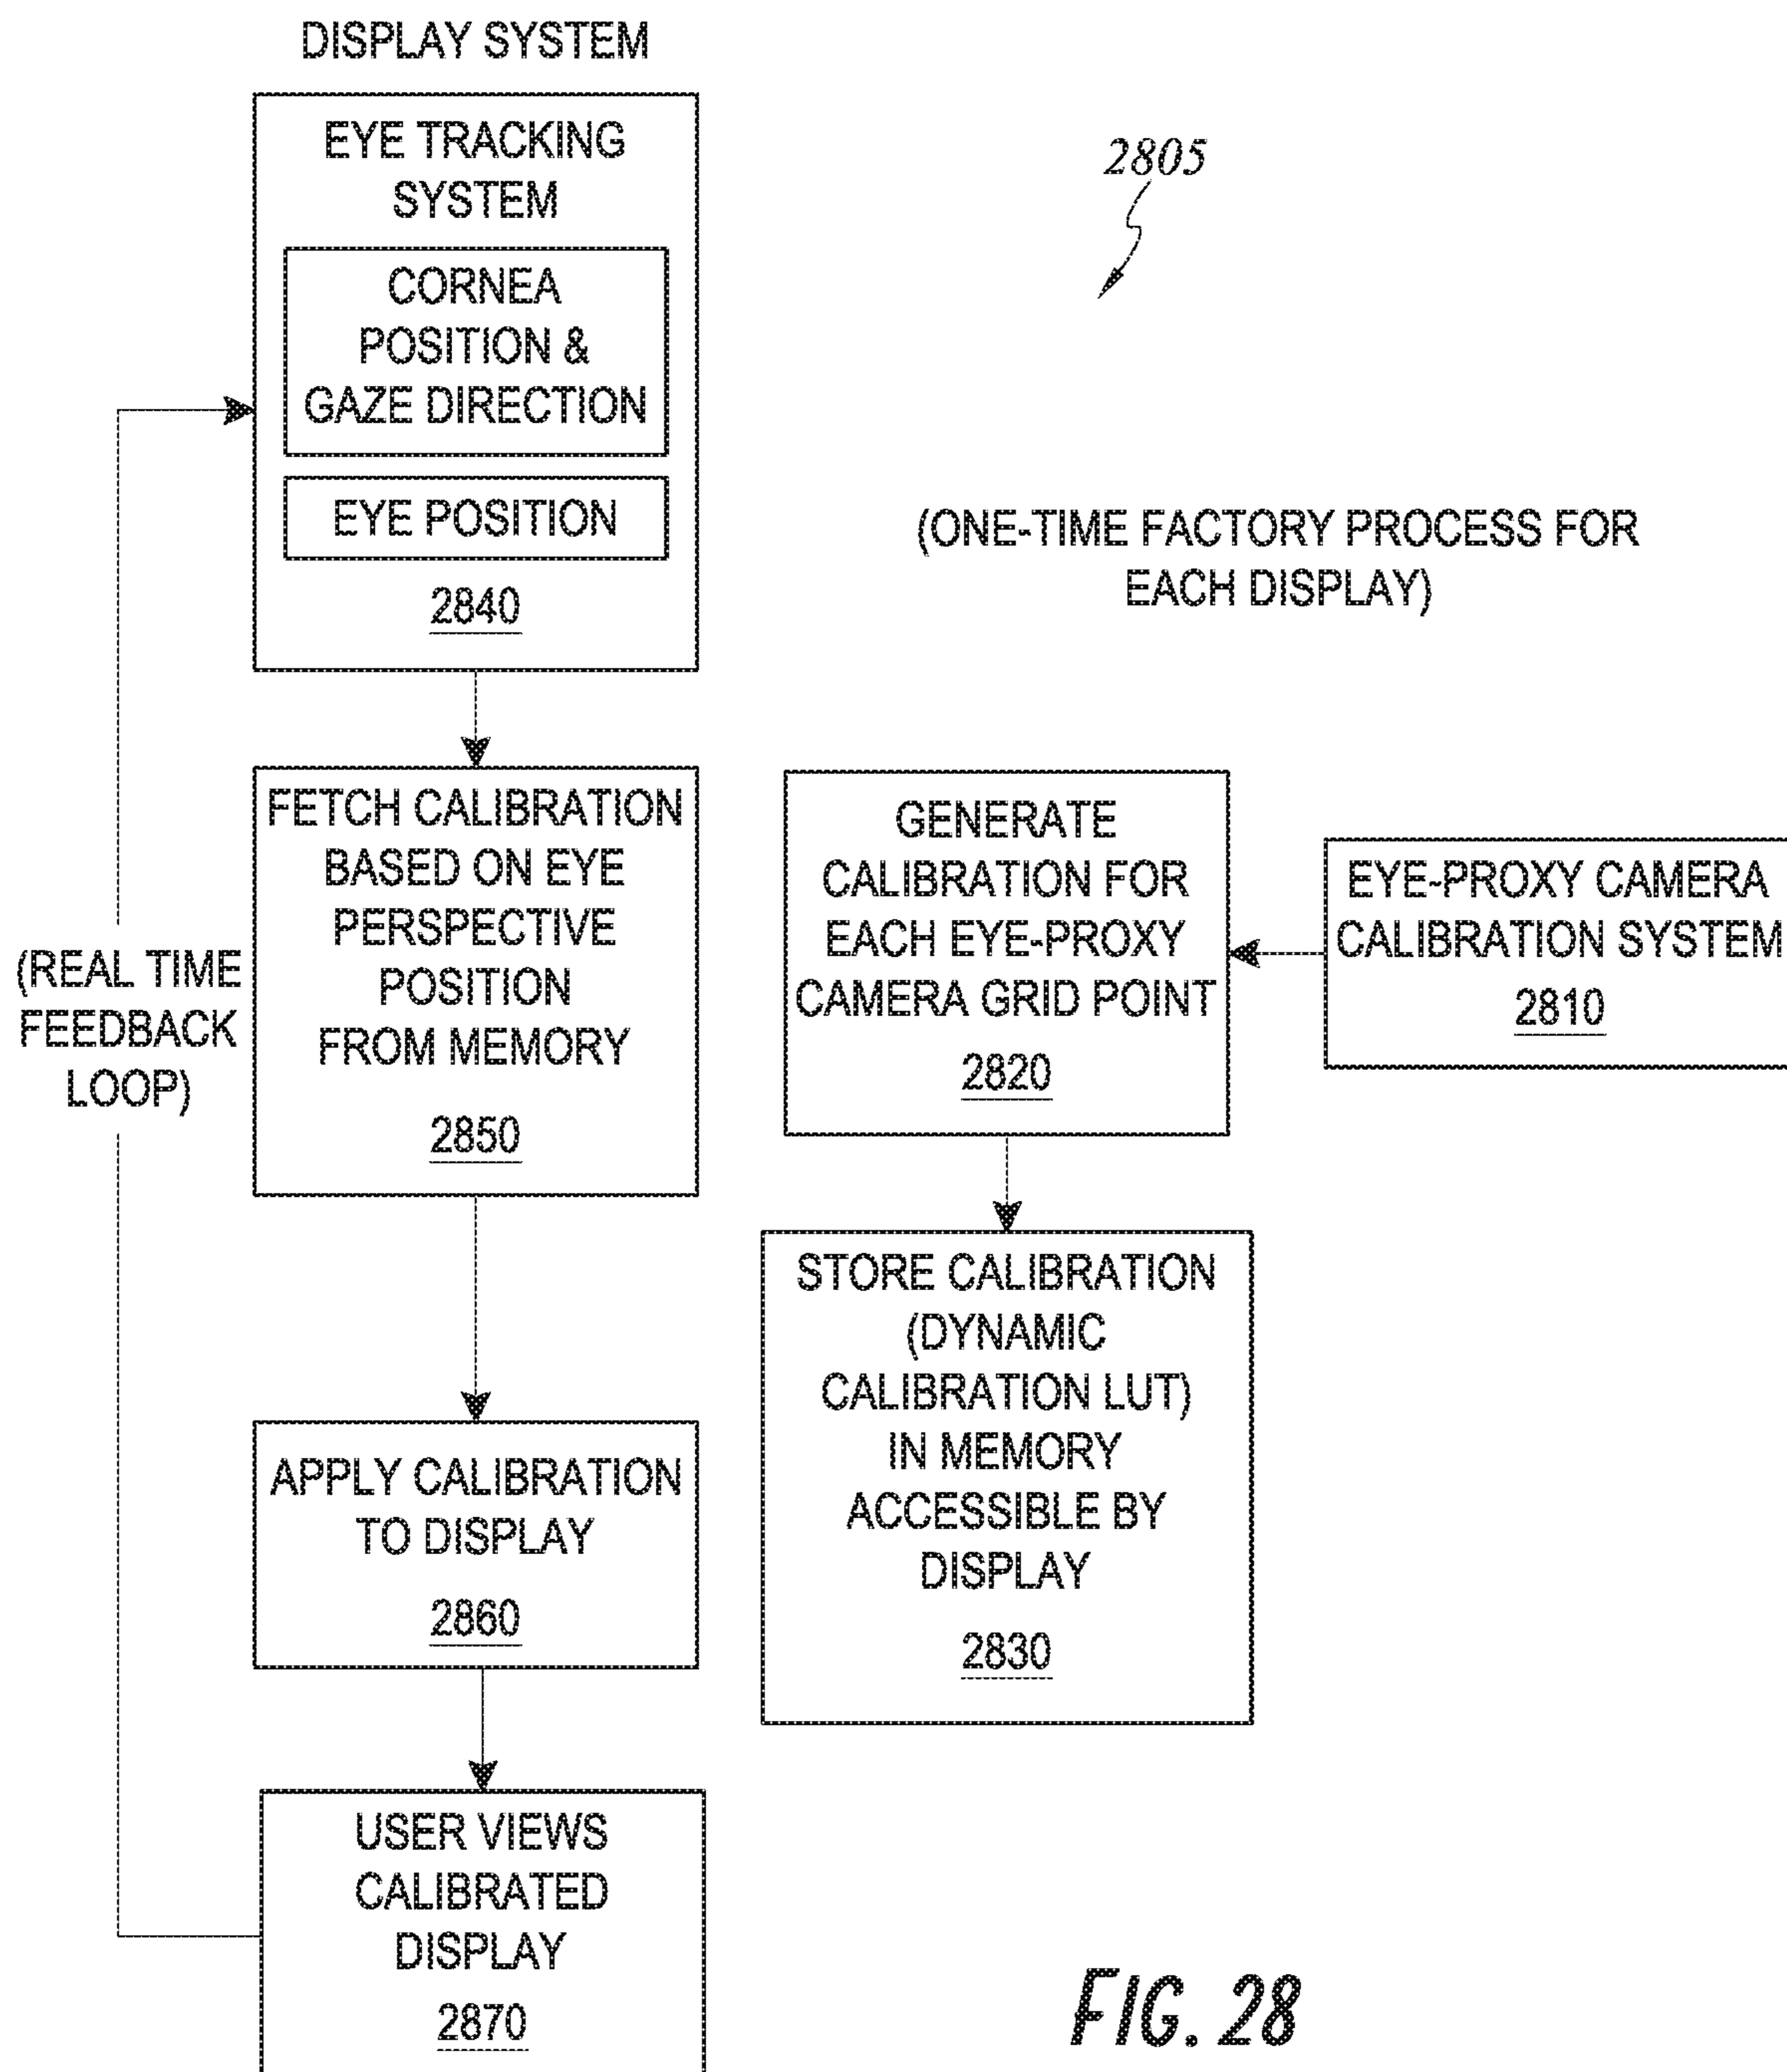 DISPLAY SYSTEM
EYE TRACKING
SYSTEM
CORNEA
POSITION &
GAZE DIRECTION
EYE POSITION
2840
2805
(ONE-TIME FACTORY PROCESS FOR
EACH DISPLAY)
(REAL TIME
FEEDBACK
LOOP)
FETCH CALIBRATION
BASED ON EYE
PERSPECTIVE
POSITION
FROM MEMORY
2850
GENERATE
CALIBRATION FOR
EACH EYE-PROXY
CAMERA GRID POINT
2820
EYE-PROXY CAMERA
CALIBRATION SYSTEM
2810
STORE CALIBRATION
(DYNAMIC
CALIBRATION LUT)
IN MEMORY
ACCESSIBLE BY
DISPLAY
2830
APPLY CALIBRATION
TO DISPLAY
2860
USER VIEWS
CALIBRATED
DISPLAY
2870
FIG. 28